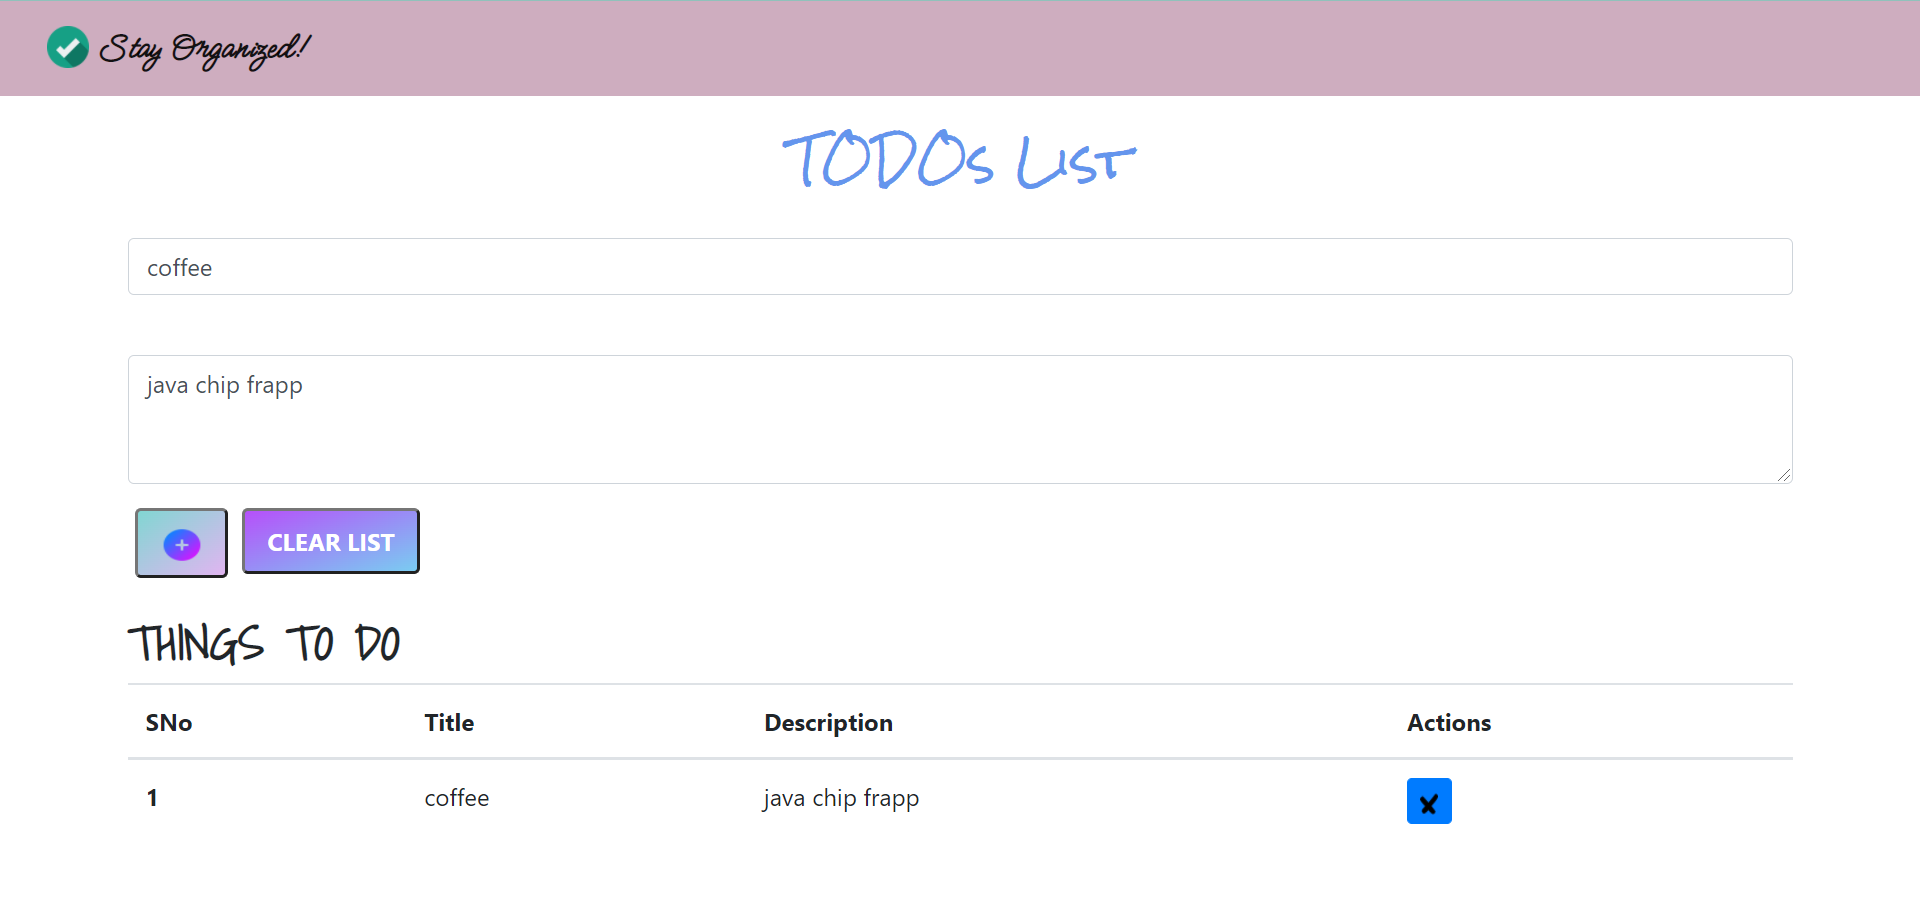 Stay Organized!
TODOs List
coffee
java chip frapp
+ CLEAR LIST
THINGS TO DO
SNo Title Description Actions
1 coffee java chip frapp